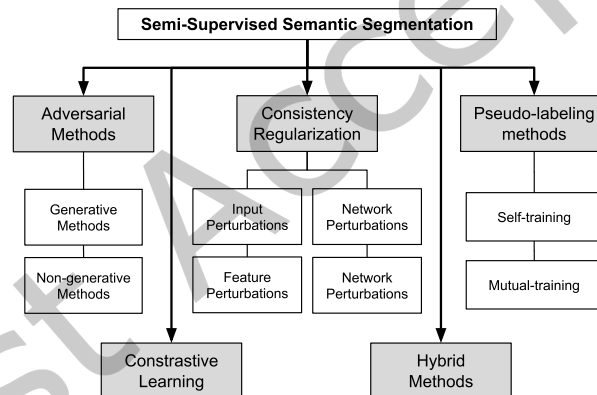 Semi-Supervised Semantic Segmentation
Adversarial
Methods
Consistency
Regularization
Pseudo-labeling
methods
Generative
Methods
Non-generative
Methods
Input
Perturbations
Feature
Perturbations
Network
Perturbations
Network
Perturbations
Self-training
Mutual-training
Constrastive
Learning
Hybrid
Methods